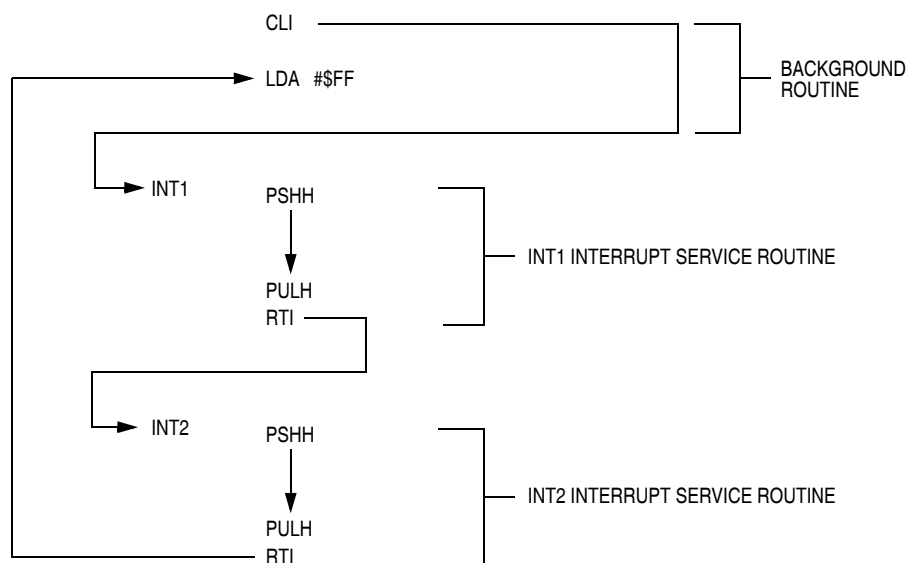 CLI
LDA #$FF
BACKGROUND
ROUTINE
INT1
PSHH
INT1 INTERRUPT SERVICE ROUTINE
PULH
RTI
INT2
PSHH
INT2 INTERRUPT SERVICE ROUTINE
PULH
RTI